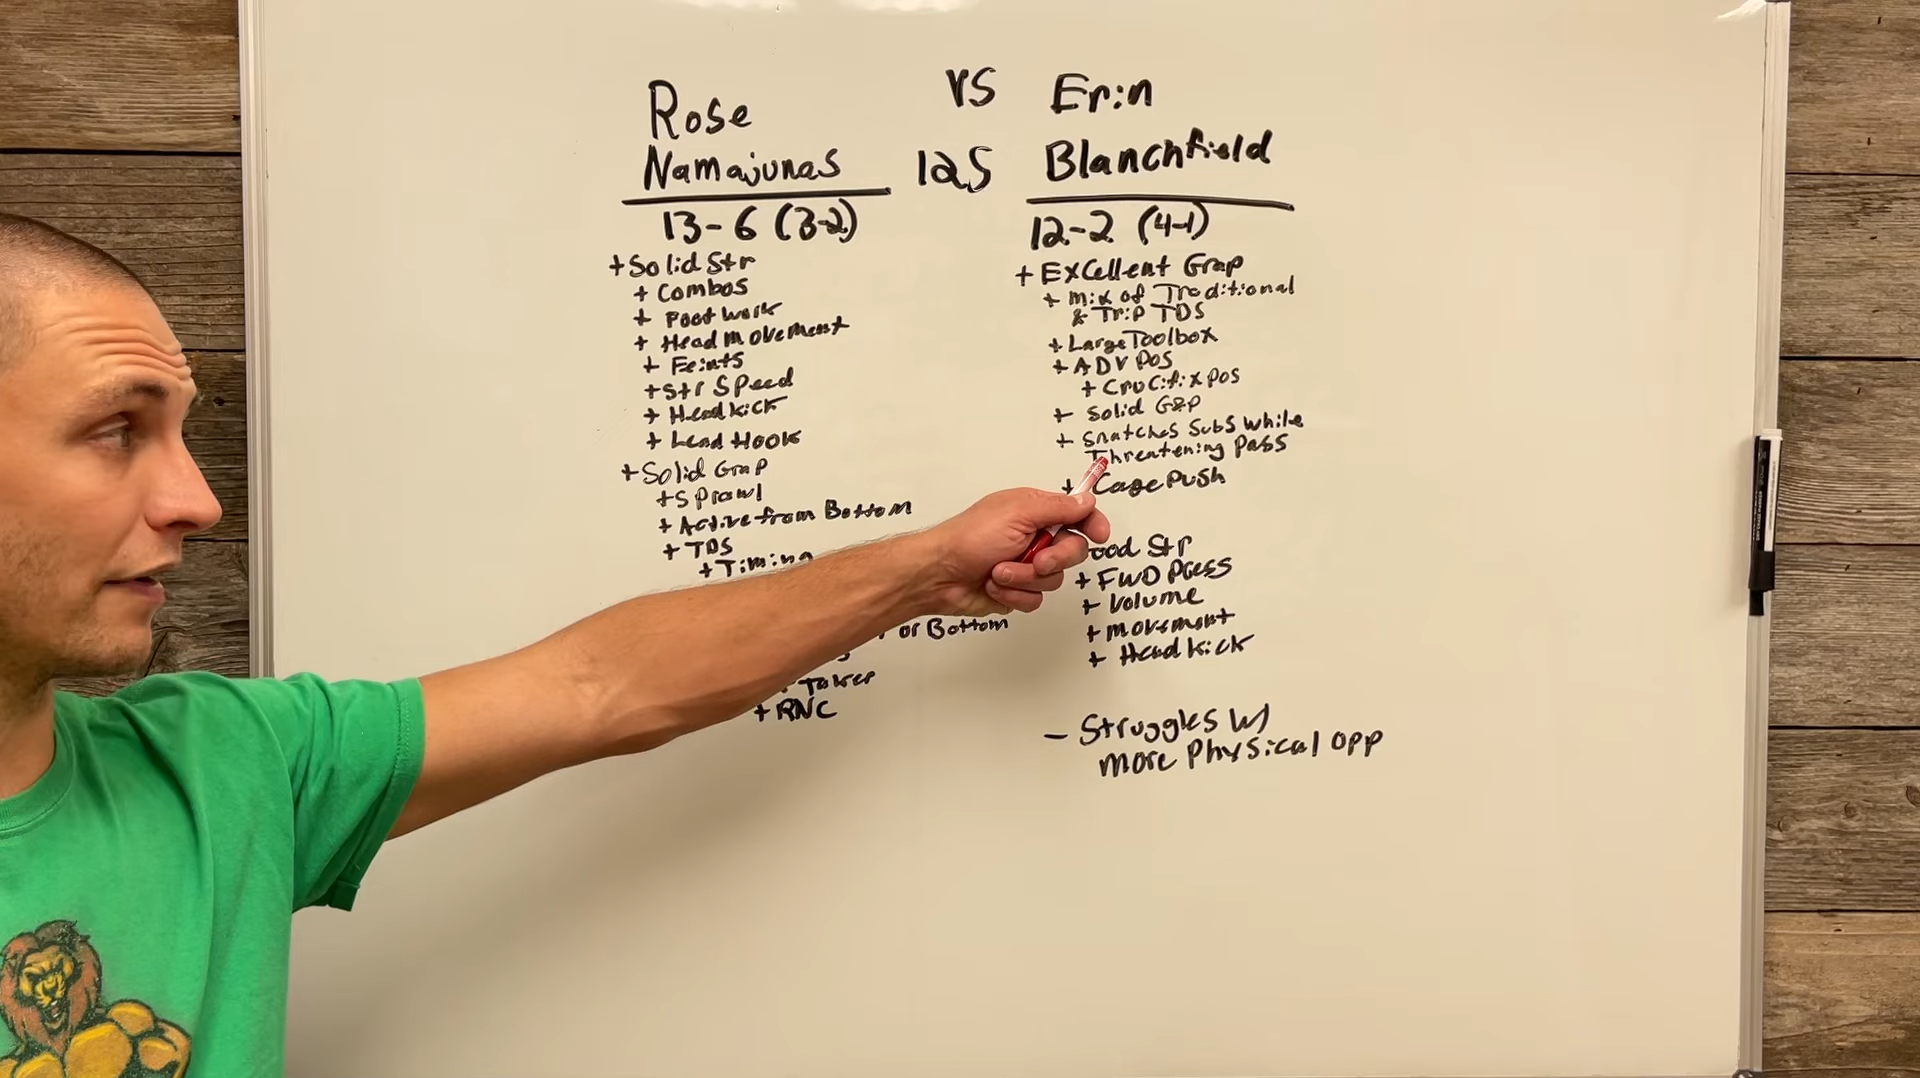 Rose
Namajunas
13-6 (3-2)
+ Solid Str
+ Combos
+ Footwork
+ Head movement
+ Feints
+ Str Speed
+ Head kick
+ Lead Hook
+ Solid Grap
+ Sprawl
+ Active from Bottom
+ TDS
+ Timing
or Bottom
Taker
+ RNC
VS
125
Erin
Blanchfield
12-2 (4-1)
+ Excellent Grap
+ Mix of Traditional
& Trip TDS
+ Large Toolbox
+ ADV POS
+ Crucifix pos
+ Solid G&P
+ Snatches Subs while
Threatening Pass
+ Cage Push
ood Str
+ FWD Press
+ Volume
+ movement
+ Head kick
- Struggles w/
more Physical opp